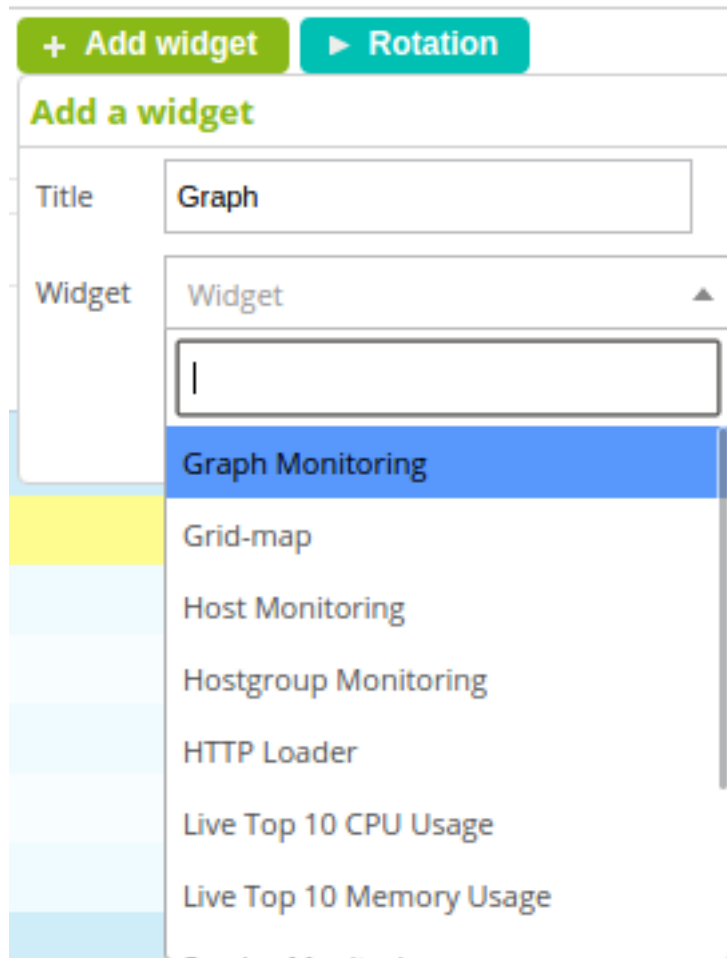 + Add widget ► Rotation
Add a widget
Title Graph
Widget Widget
Graph Monitoring
Grid-map
Host Monitoring
Hostgroup Monitoring
HTTP Loader
Live Top 10 CPU Usage
Live Top 10 Memory Usage